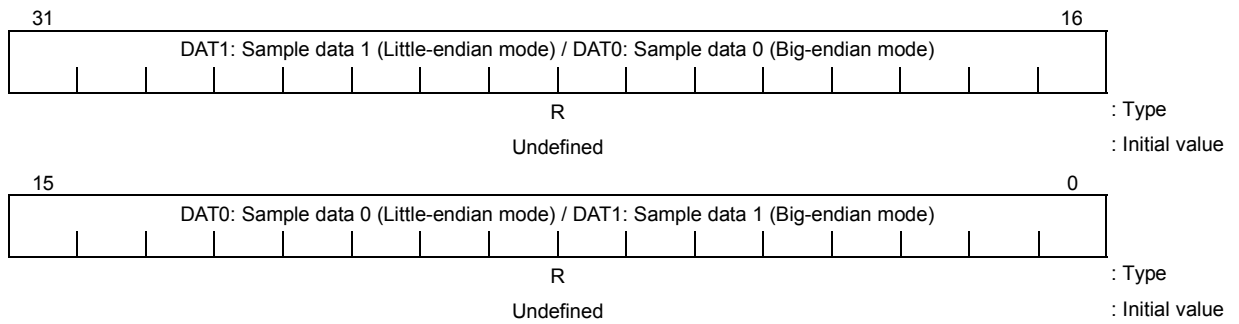 31 16
DAT1: Sample data 1 (Little-endian mode) / DAT0: Sample data 0 (Big-endian mode)
R : Type
Undefined : Initial value
15 0
DAT0: Sample data 0 (Little-endian mode) / DAT1: Sample data 1 (Big-endian mode)
R : Type
Undefined : Initial value